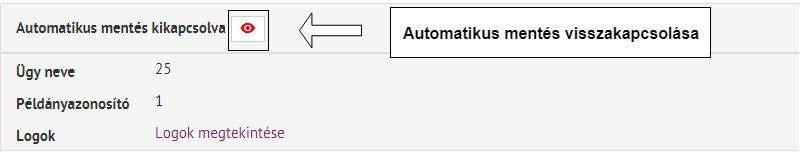 Automatikus mentés kikapcsolva
Automatikus mentés visszakapcsolása
Ügy neve 25
Példányazonosító 1
Logok Logok megtekintése